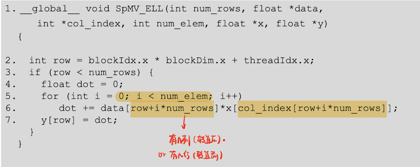 1. __global__ void SpMV_ELL(int num_rows, float *data,
int *col_index, int num_elem, float *x, float *y)
{
2. int row = blockIdx.x * blockDim.x + threadIdx.x;
3. if (row < num_rows) {
4. float dot = 0;
5. for (int i = 0; i < num_elem; i++)
6. dot += data[row+i*num_rows]*x[col_index[row+i*num_rows]];
7. y[row] = dot;
}
}